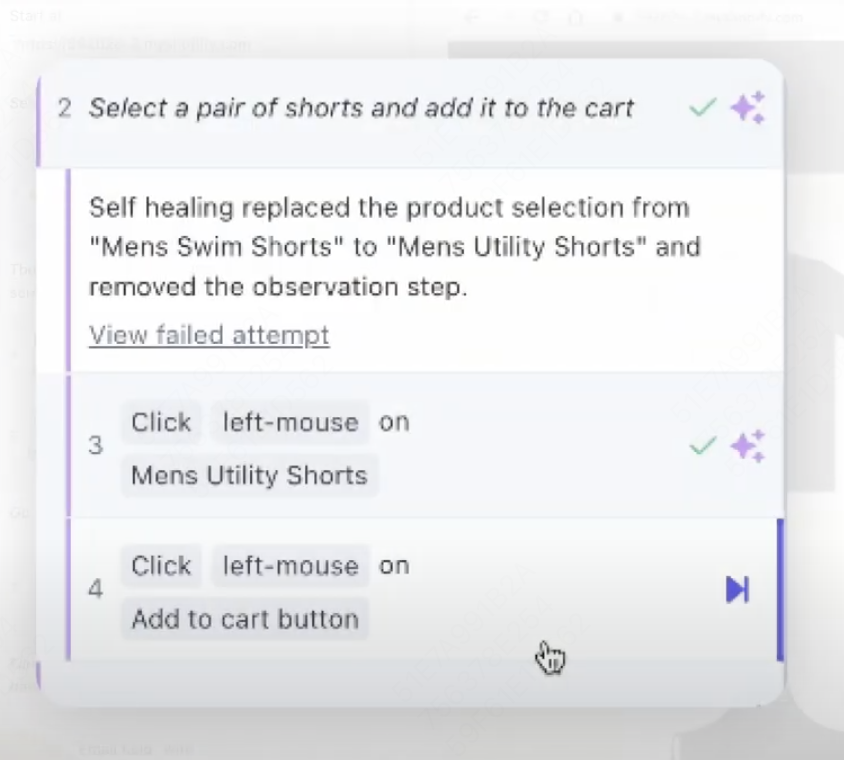 2 Select a pair of shorts and add it to the cart
Self healing replaced the product selection from
"Mens Swim Shorts" to "Mens Utility Shorts" and
removed the observation step.
View failed attempt
3 Click left-mouse on
Mens Utility Shorts
4 Click left-mouse on
Add to cart button